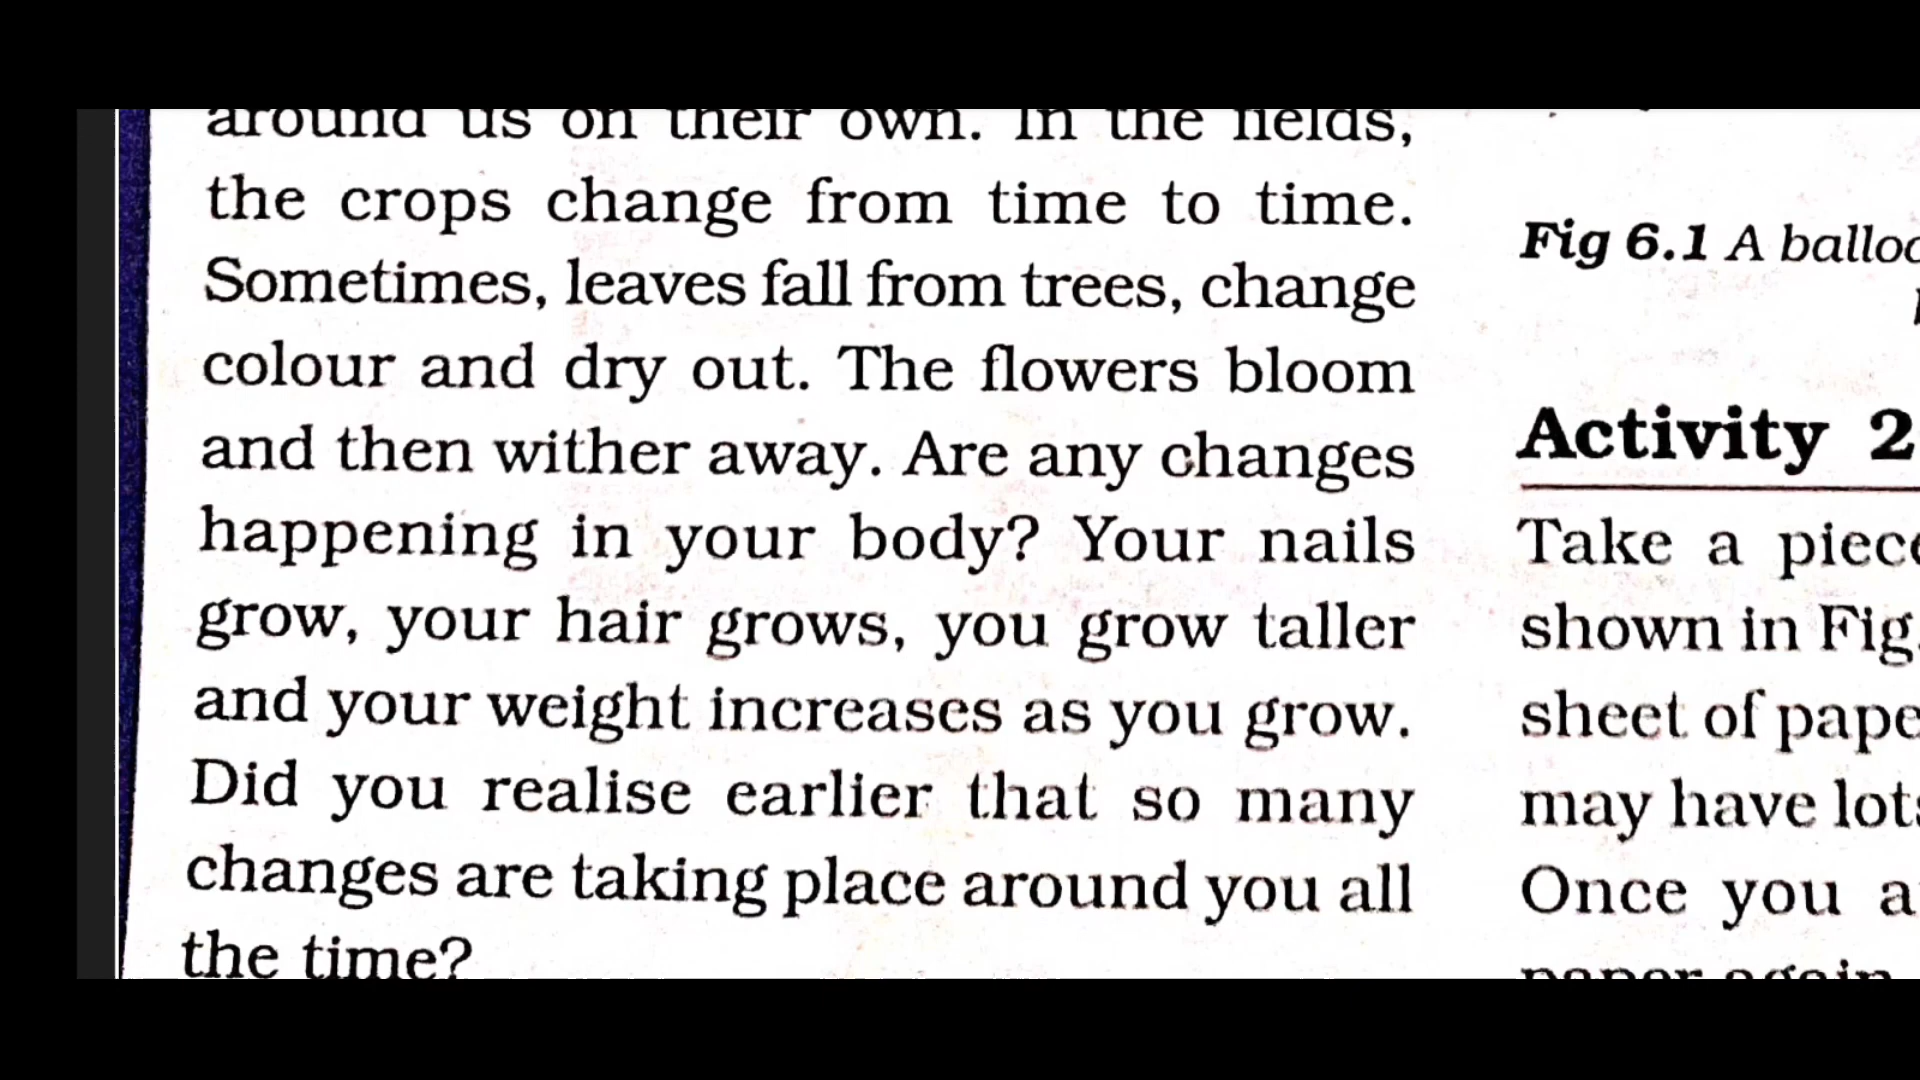 around us on their own. In the fields,
the crops change from time to time.
Sometimes, leaves fall from trees, change
colour and dry out. The flowers bloom
and then wither away. Are any changes
happening in your body? Your nails
grow, your hair grows, you grow taller
and your weight increases as you grow.
Did you realise earlier that so many
changes are taking place around you all
the time?
Fig 6.1 A
Activity 2
Take a
shown in Fig.
sheet of
may have
Once you
paper again